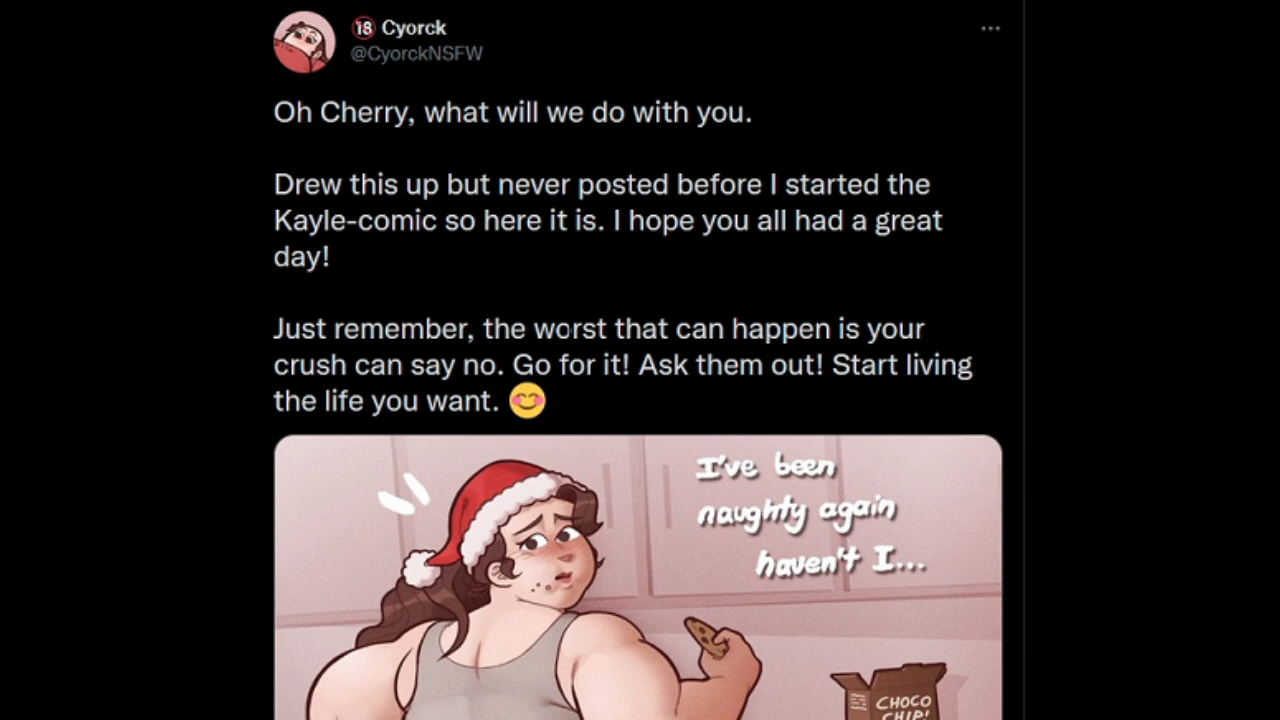 🔞 Cyorck
@CyorckNSFW
Oh Cherry, what will we do with you.
Drew this up but never posted before I started the
Kayle-comic so here it is. I hope you all had a great
day!
Just remember, the worst that can happen is your
crush can say no. Go for it! Ask them out! Start living
the life you want. 😊
I've been
naughty again
haven't I...
CHOCO
CHIP!